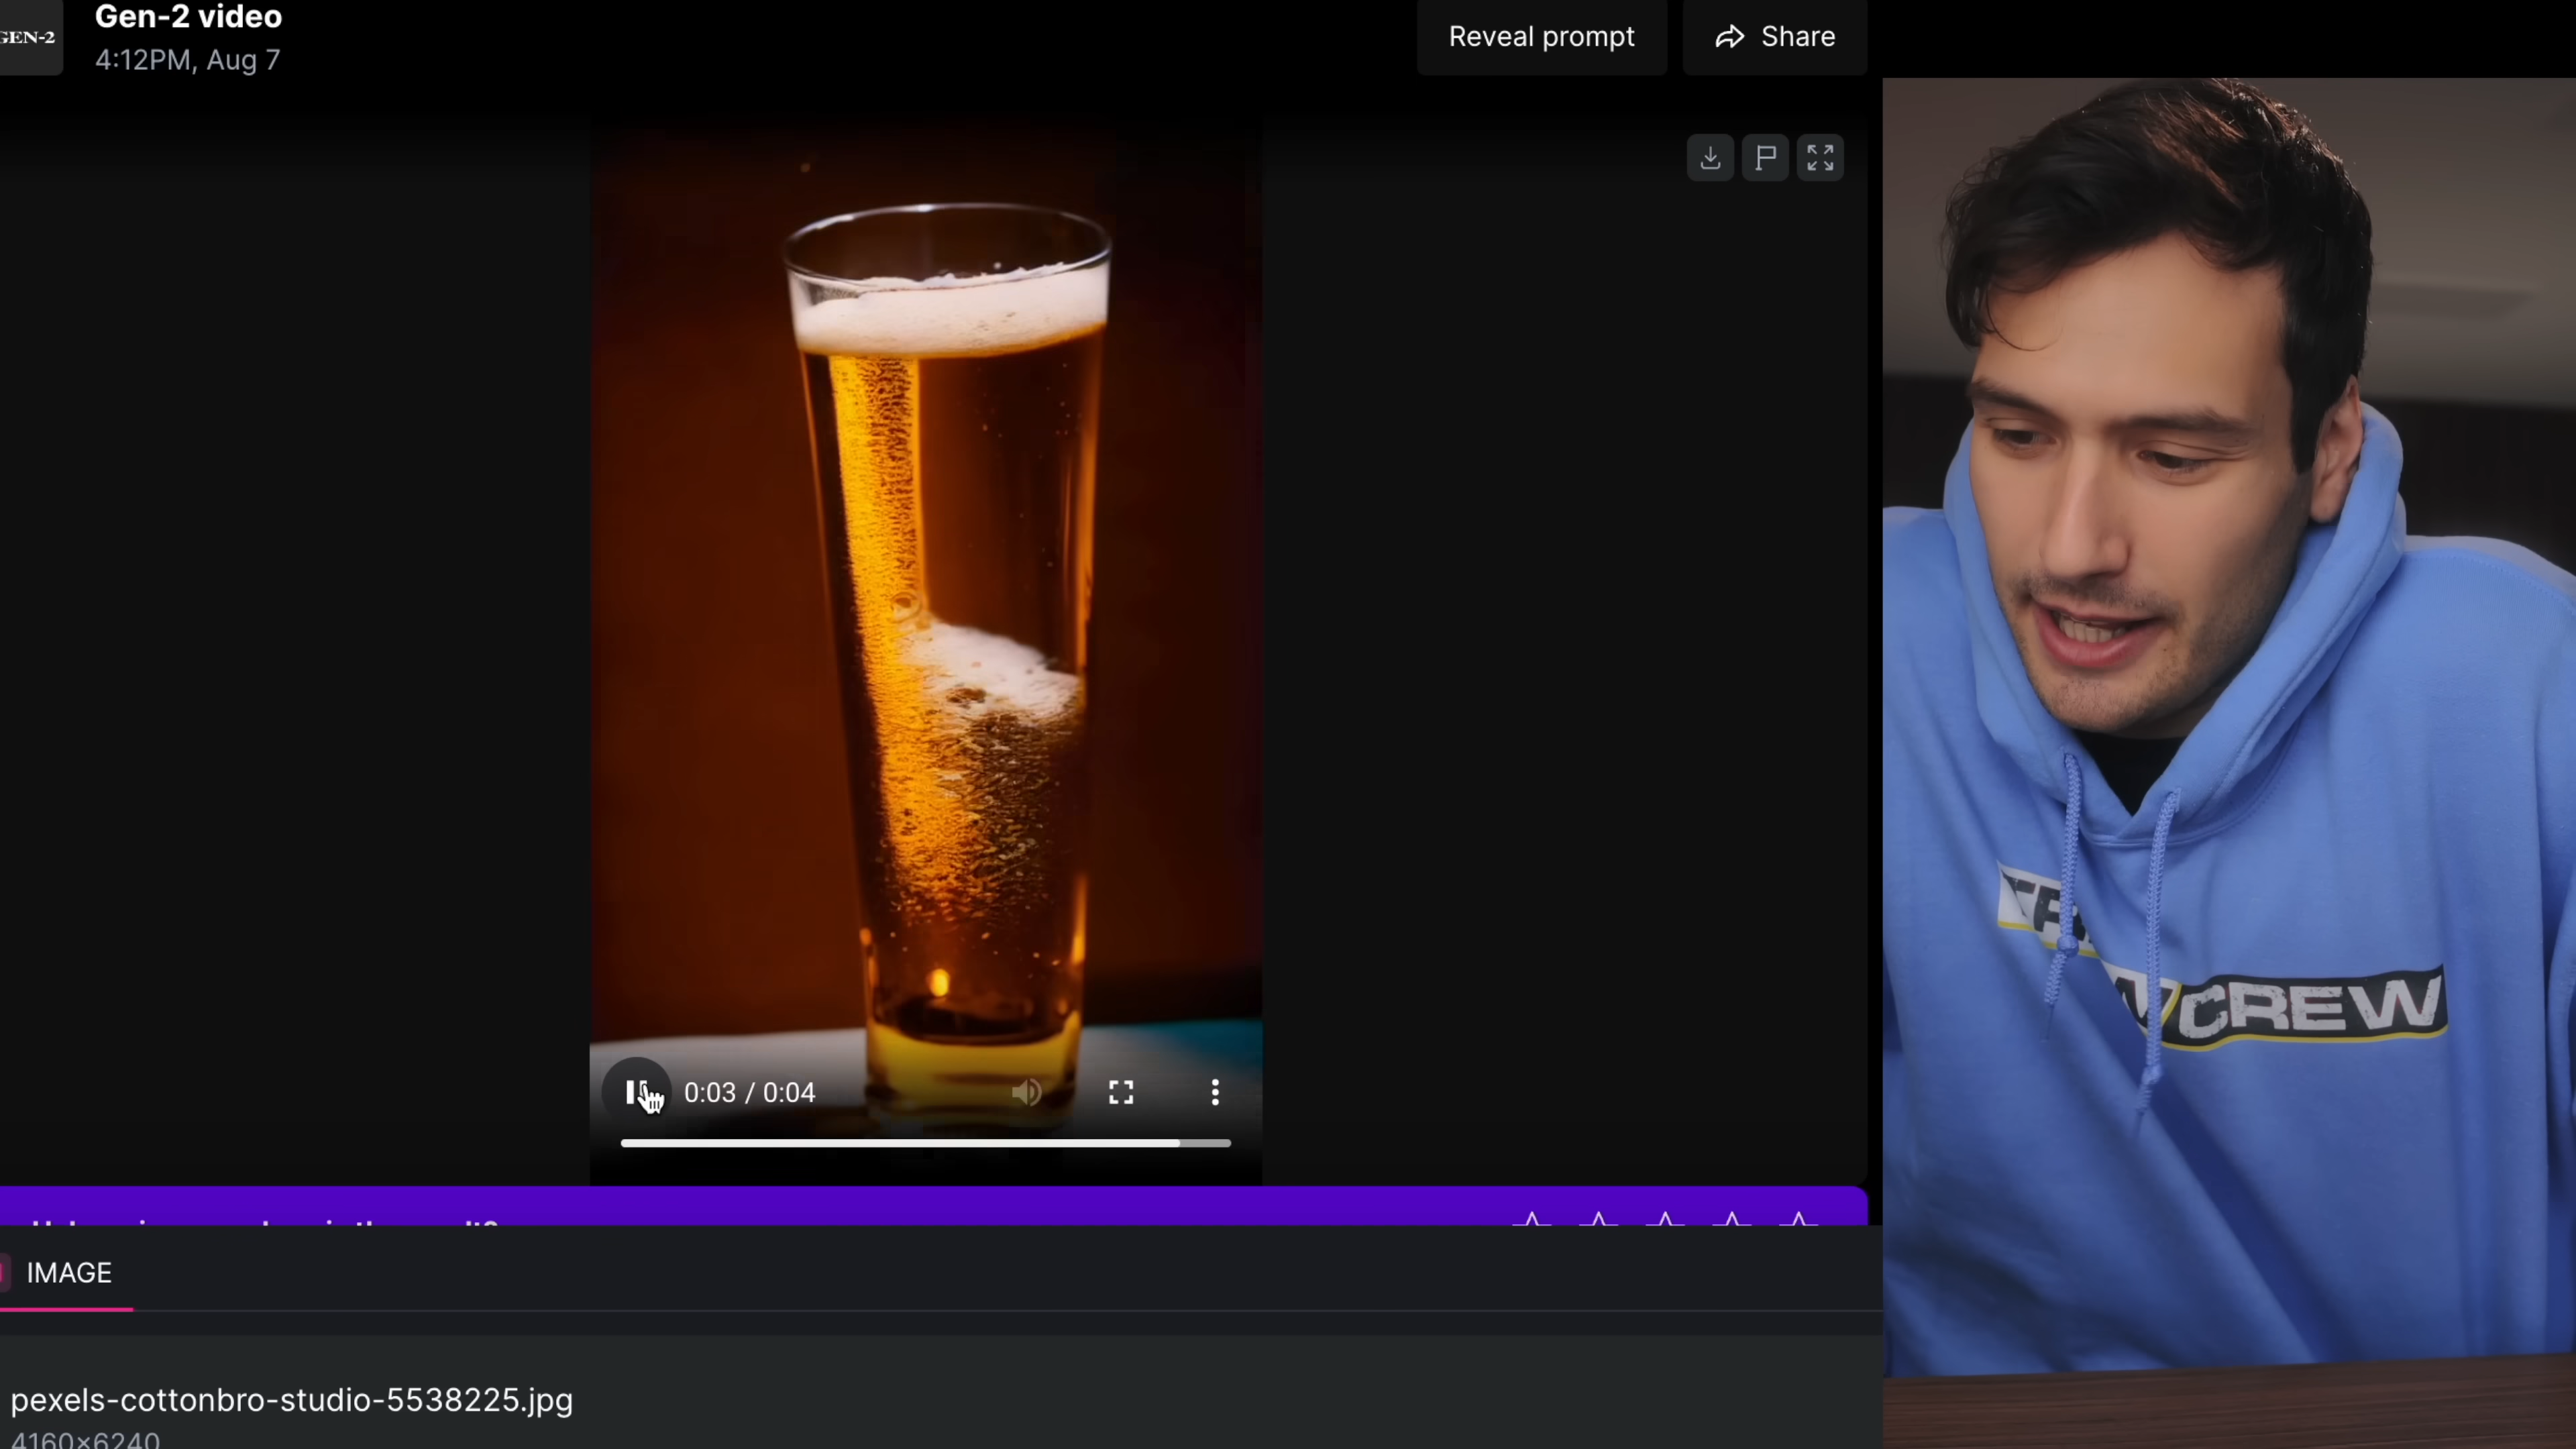 GEN-2
Gen-2 video
4:12PM, Aug 7
Reveal prompt
Share
0:03 / 0:04
IMAGE
pexels-cottonbro-studio-5538225.jpg
4160×6240
CREW